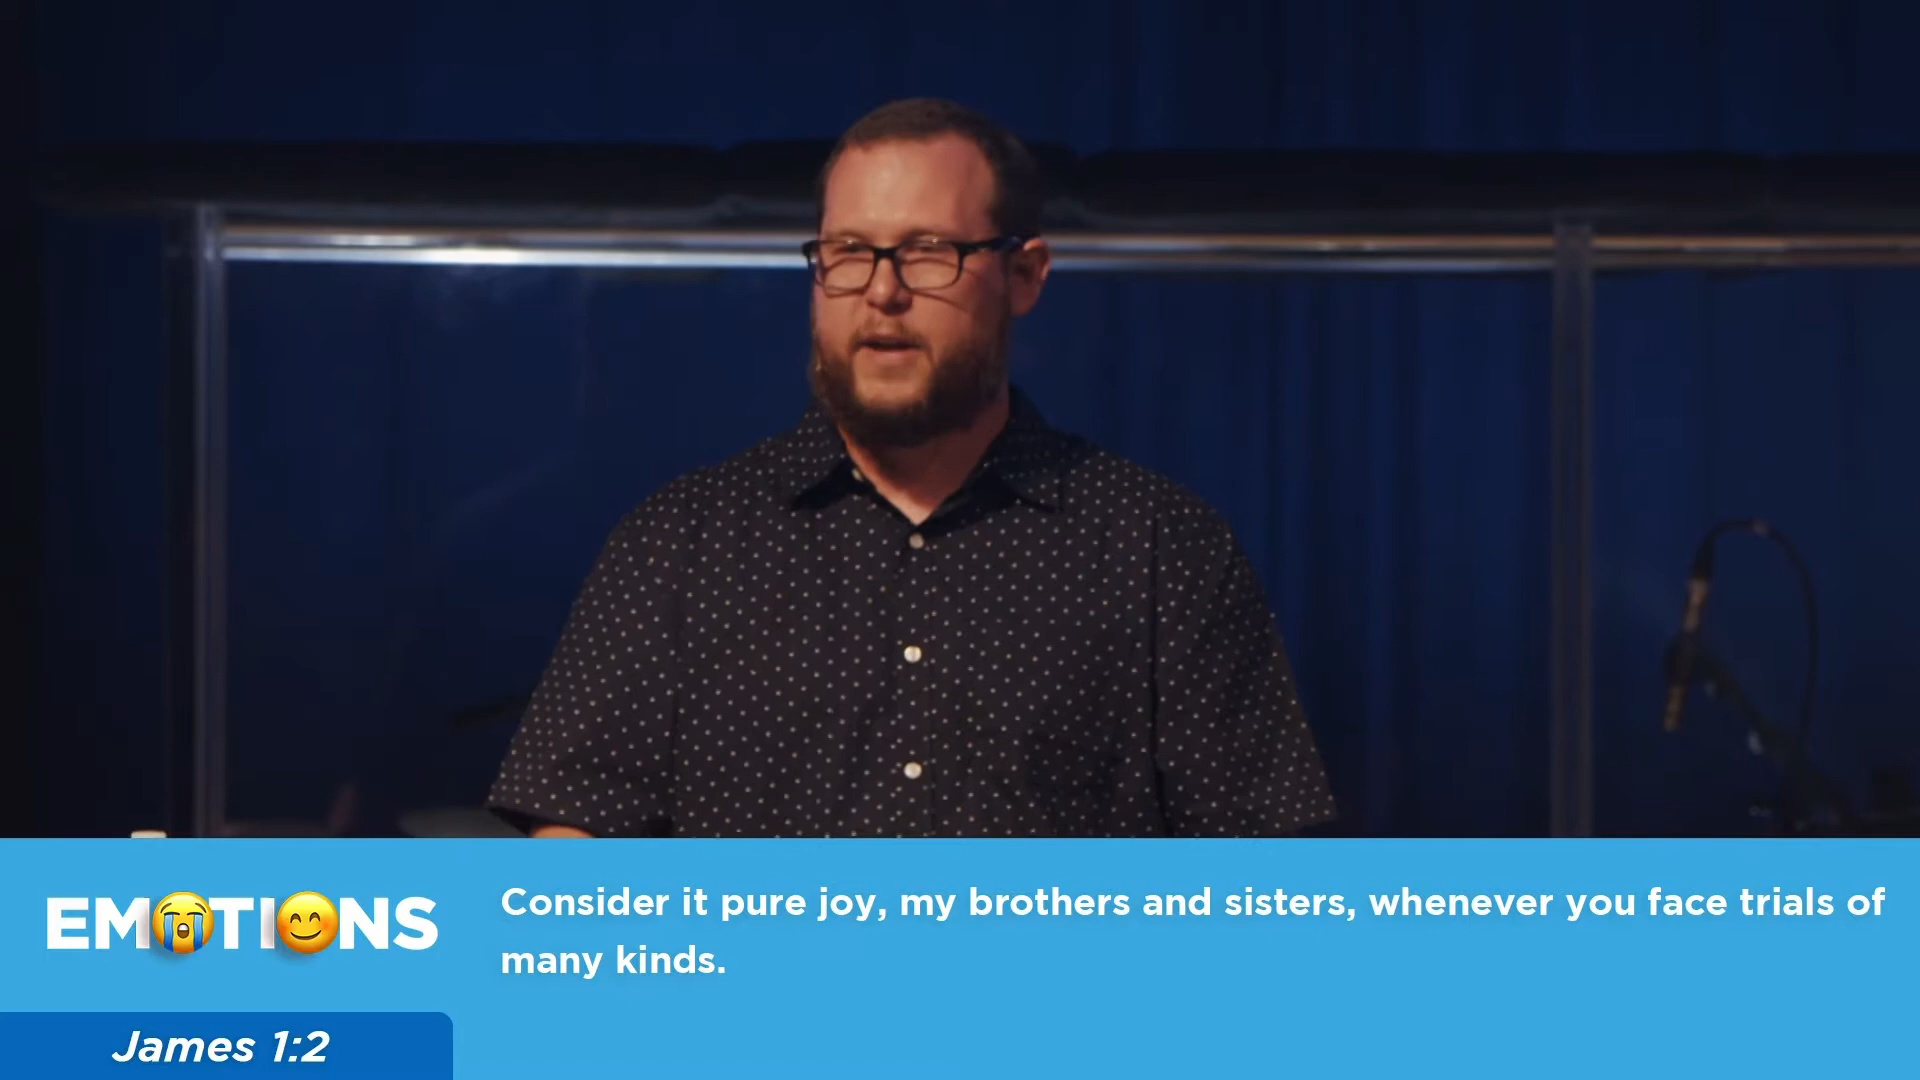 EMOTIONS
Consider it pure joy, my brothers and sisters, whenever you face trials of
many kinds.
James 1:2